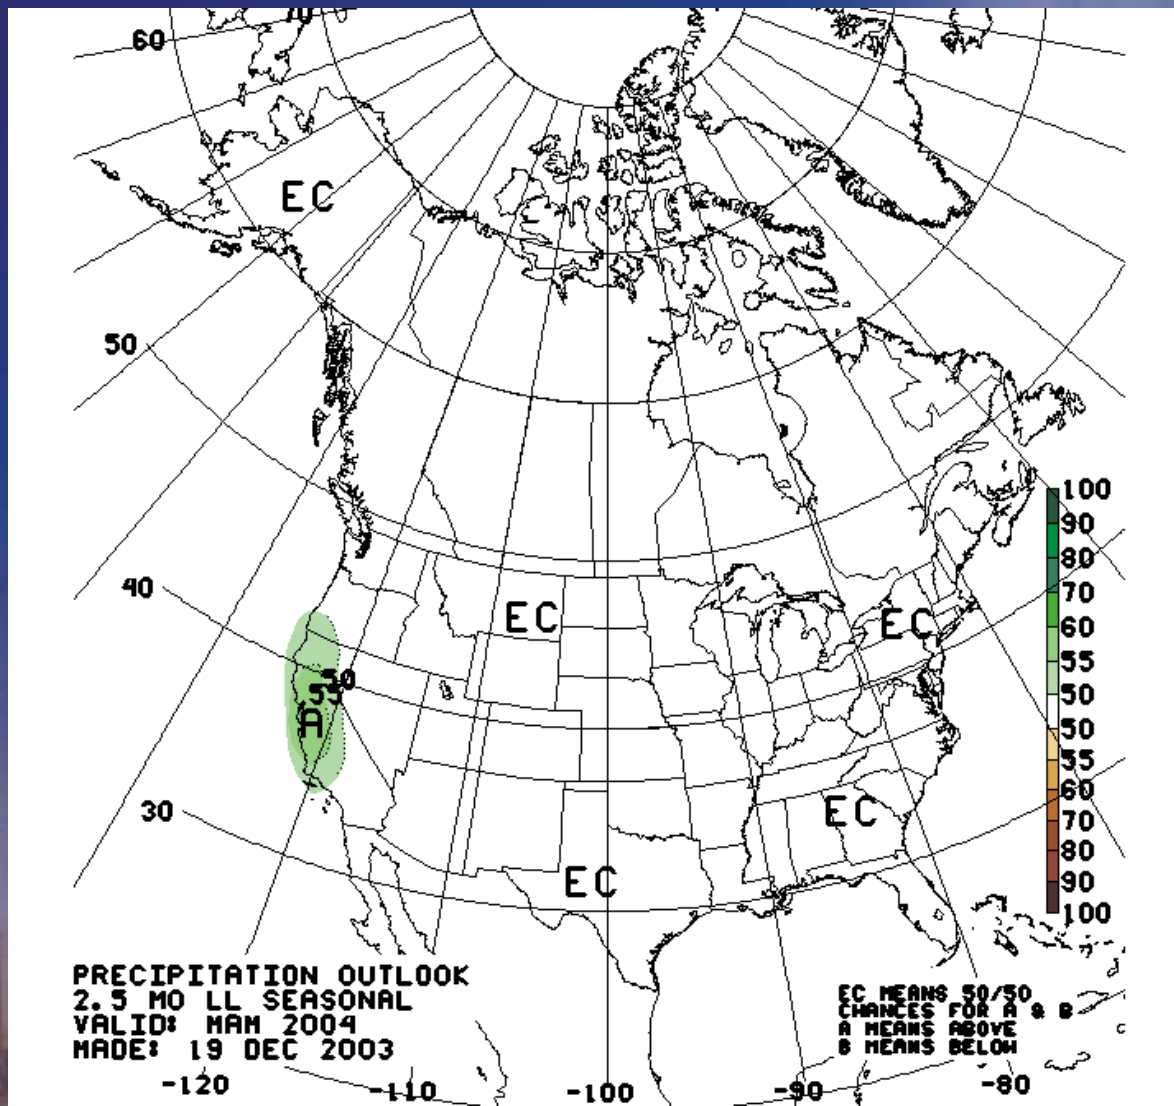 70
60
EC
50
100
90
80
40
70
EC
EC
60
55
50
50
55
A
50
55
60
EC
30
70
80
EC
90
100
PRECIPITATION OUTLOOK
2.5 MO LL SEASONAL
VALID: MAM 2004
MADE: 19 DEC 2003
EC MEANS 50/50
CHANCES FOR A & B
A MEANS ABOVE
B MEANS BELOW
-120
-110
-100
-90
-80